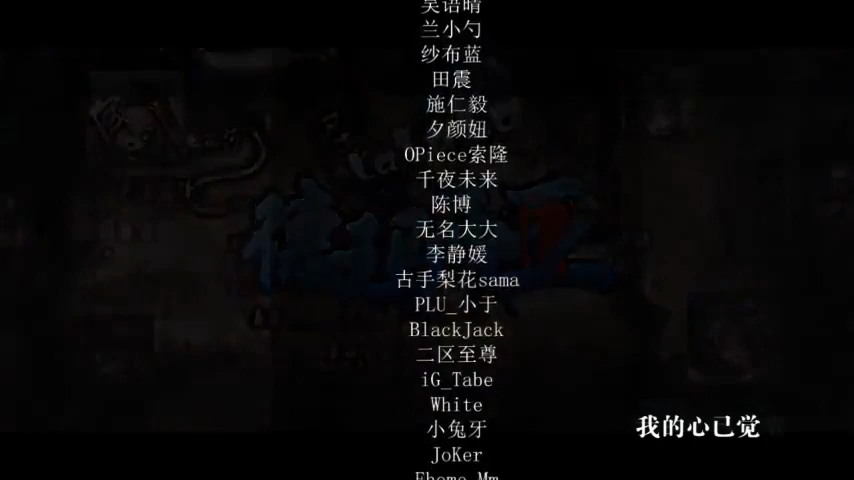 吴语晴
兰小勺
纱布蓝
田震
施仁毅
夕颜妞
OPiece索隆
千夜未来
陈博
无名大大
李静媛
古手梨花sama
PLU_小于
BlackJack
二区至尊
iG_Tabe
White
小兔牙
JoKer
Ehome_Mm
我的心已觉